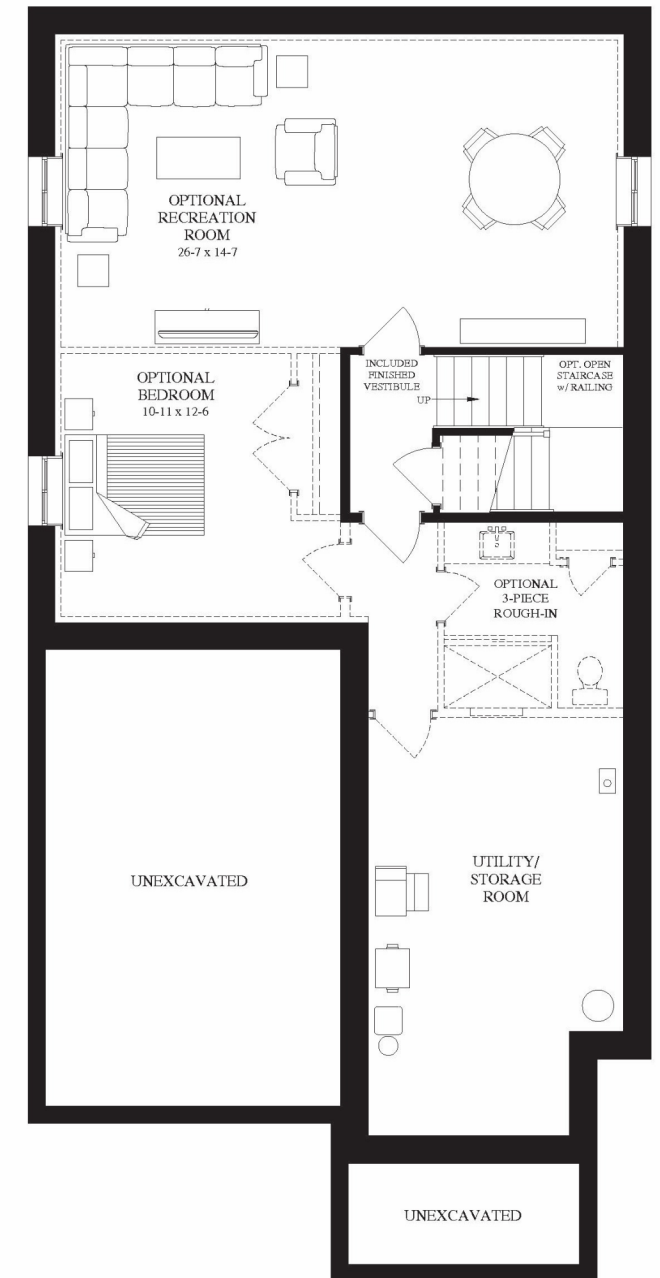 OPTIONAL
RECREATION
ROOM
26-7 x 14-7
OPTIONAL
BEDROOM
10-11 x 12-6
INCLUDED
FINISHED
VESTIBULE
UP
OPT. OPEN
STAIRCASE
w/ RAILING
OPTIONAL
3-PIECE
ROUGH-IN
UNEXCAVATED
UTILITY/
STORAGE
ROOM
UNEXCAVATED